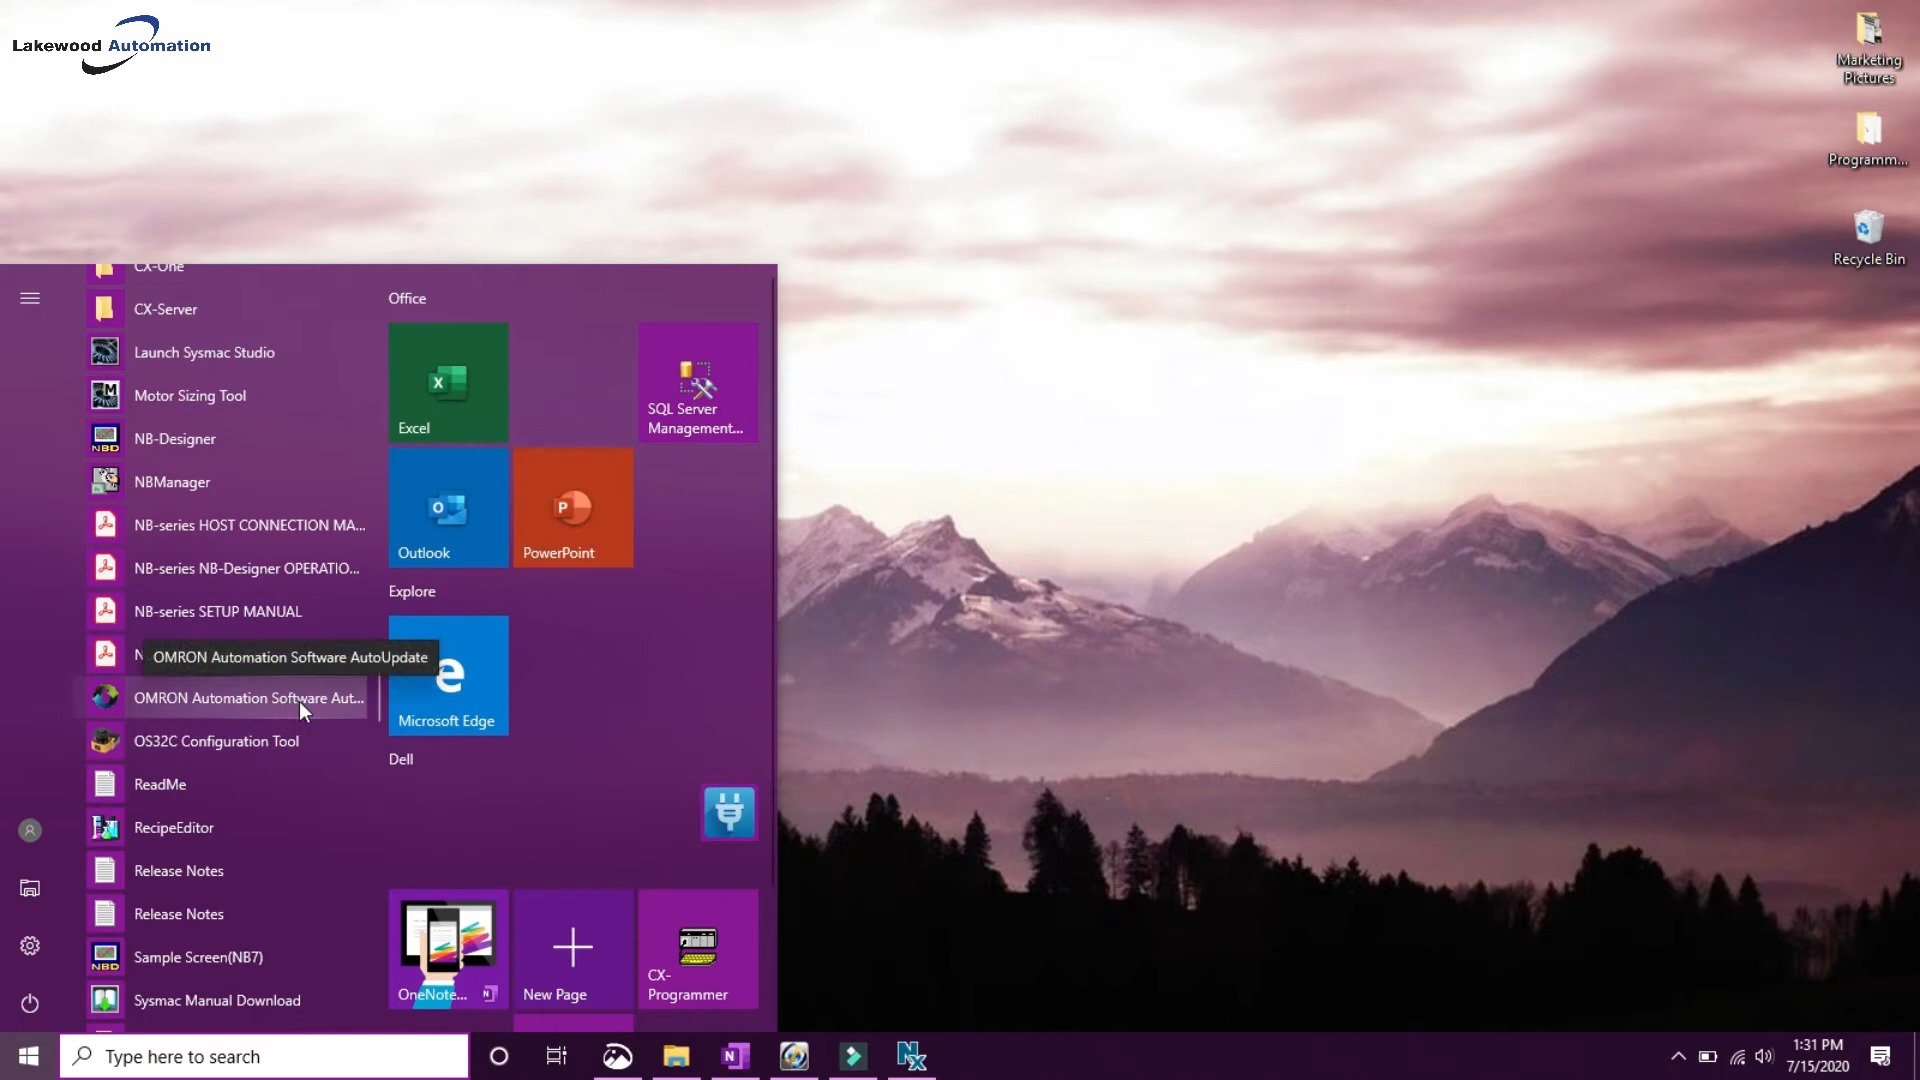 Lakewood Automation
Marketing
Pictures
Programm...
Recycle Bin
CX-One
CX-Server
Launch Sysmac Studio
Motor Sizing Tool
NB-Designer
NBManager
NB-series HOST CONNECTION MA...
NB-series NB-Designer OPERATIO...
NB-series SETUP MANUAL
N
OMRON Automation Software AutoUpdate
OMRON Automation Software Aut...
OS32C Configuration Tool
ReadMe
RecipeEditor
Release Notes
Release Notes
Sample Screen(NB7)
Sysmac Manual Download
Office
Excel
SQL Server
Management...
Outlook
PowerPoint
Explore
Microsoft Edge
Dell
OneNote...
New Page
CX-
Programmer
Type here to search
1:31 PM
7/15/2020